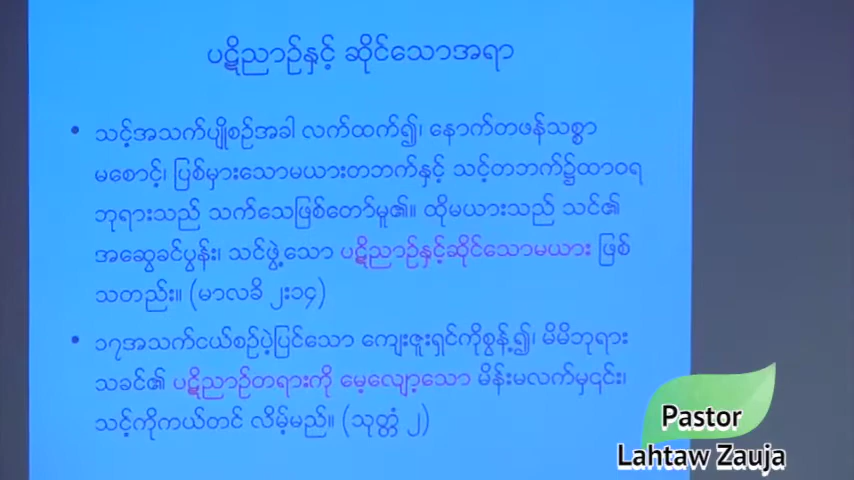 ပဋိညာဉ်နှင့် ဆိုင်သောအရာ
• သင့်အသက်ပျိုစဉ်အခါ လက်ထက်၍၊ နောက်တဖန်သစ္စာ
မစောင့်၊ ပြစ်မှားသောမယားတဘက်နှင့် သင့်တဘက်၌ထာဝရ
ဘုရားသည် သက်သေဖြစ်တော်မူ၏။ ထိုမယားသည် သင်၏
အဆွေခင်ပွန်း၊ သင်ဖွဲ့သော ပဋိညာဉ်နှင့်ဆိုင်သောမယား ဖြစ်
သတည်း။ (မာလခိ ၂း၁၄)
• ၁၇အသက်ငယ်စဉ်ပဲ့ပြင်သော ကျေးဇူးရှင်ကိုစွန့်၍၊ မိမိဘုရား
သခင်၏ ပဋိညာဉ်တရားကို မေ့လျော့သော မိန်းမလက်မှ၎င်း၊
သင့်ကိုကယ်တင် လိမ့်မည်။ (သုတ္တံ ၂)
Pastor
Lahtaw Zauja